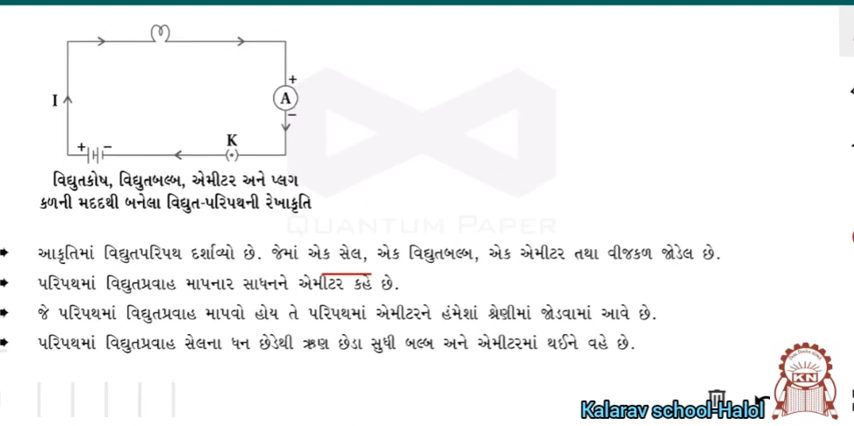 I
+
A
−
K
+ −
વિદ્યુતકોષ, વિદ્યુતબલ્બ, એમીટર અને પ્લગ
કળની મદદથી બનેલા વિદ્યુત-પરિપથની રેખાકૃતિ
QUANTUM PAPER
આકૃતિમાં વિદ્યુતપરિપથ દર્શાવ્યો છે. જેમાં એક સેલ, એક વિદ્યુતબલ્બ, એક એમીટર તથા વીજકળ જોડેલ છે.
પરિપથમાં વિદ્યુતપ્રવાહ માપનાર સાધનને એમીટર કહે છે.
જે પરિપથમાં વિદ્યુતપ્રવાહ માપવો હોય તે પરિપથમાં એમીટરને હંમેશાં શ્રેણીમાં જોડવામાં આવે છે.
પરિપથમાં વિદ્યુતપ્રવાહ સેલના ધન છેડેથી ઋણ છેડા સુધી બલ્બ અને એમીટરમાં થઈને વહે છે.
KN
Kalarav school-Halol